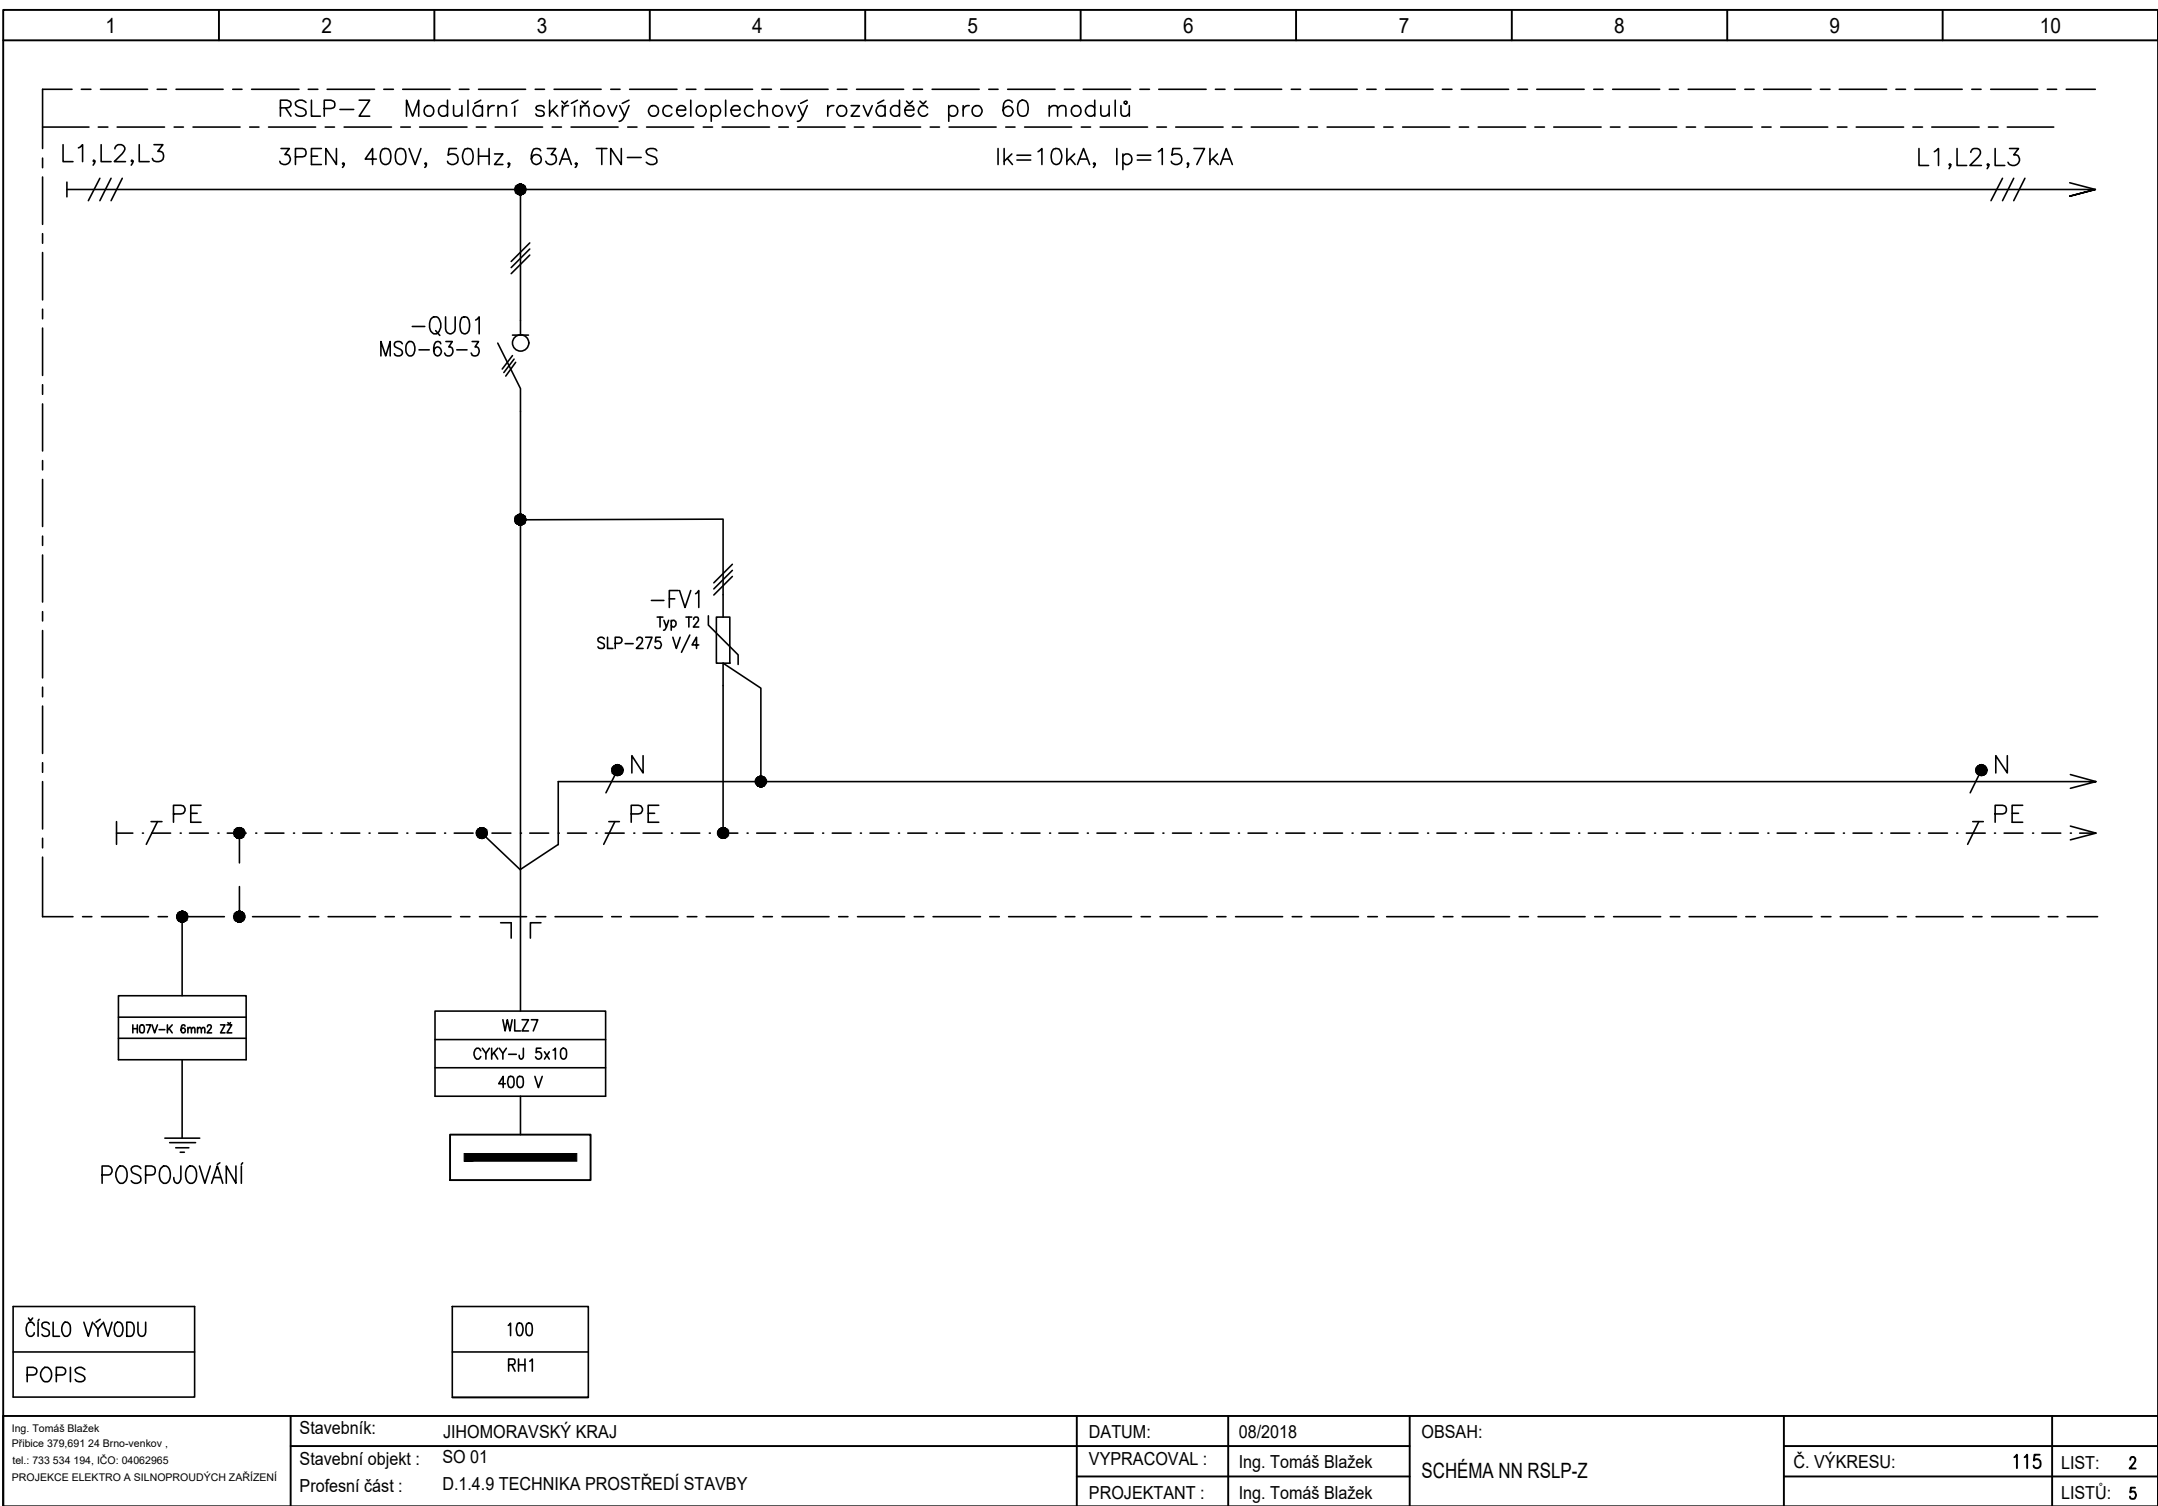 1 2 3 4 5 6 7 8 9 10
RSLP-Z Modulární skříňový oceloplechový rozváděč pro 60 modulů
L1,L2,L3 3PEN, 400V, 50Hz, 63A, TN-S Ik=10kA, Ip=15,7kA L1,L2,L3
-QU01
MSO-63-3
-FV1
Typ T2
SLP-275 V/4
N N
PE PE PE
H07V-K 6mm2 ZŽ
WLZ7
CYKY-J 5x10
400 V
POSPOJOVÁNÍ
ČÍSLO VÝVODU 100
POPIS RH1
Ing. Tomáš Blažek
Přibice 379,691 24 Brno-venkov ,
tel.: 733 534 194, IČO: 04062965
PROJEKCE ELEKTRO A SILNOPROUDÝCH ZAŘÍZENÍ
Stavebník: JIHOMORAVSKÝ KRAJ
Stavební objekt : SO 01
Profesní část : D.1.4.9 TECHNIKA PROSTŘEDÍ STAVBY
DATUM: 08/2018
VYPRACOVAL : Ing. Tomáš Blažek
PROJEKTANT : Ing. Tomáš Blažek
OBSAH:
SCHÉMA NN RSLP-Z
Č. VÝKRESU: 115
LIST: 2
LISTŮ: 5